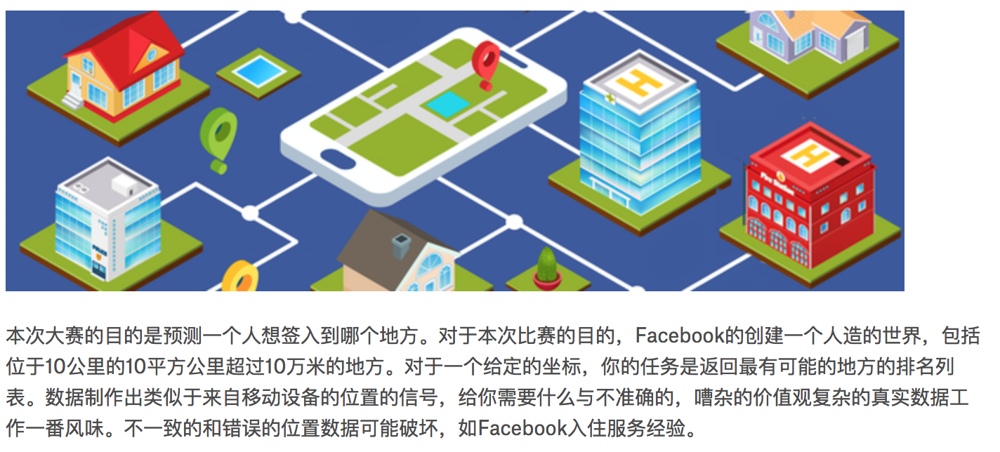 H
H
Fire Station
POLICE
本次大赛的目的是预测一个人想签入到哪个地方。对于本次比赛的目的，Facebook的创建一个人造的世界，包括
位于10公里的10平方公里超过10万米的地方。对于一个给定的坐标，你的任务是返回最有可能的地方的排名列
表。数据制作出类似于来自移动设备的位置的信号，给你需要什么与不准确的，嘈杂的价值观复杂的真实数据工
作一番风味。不一致的和错误的位置数据可能破坏，如Facebook入住服务经验。